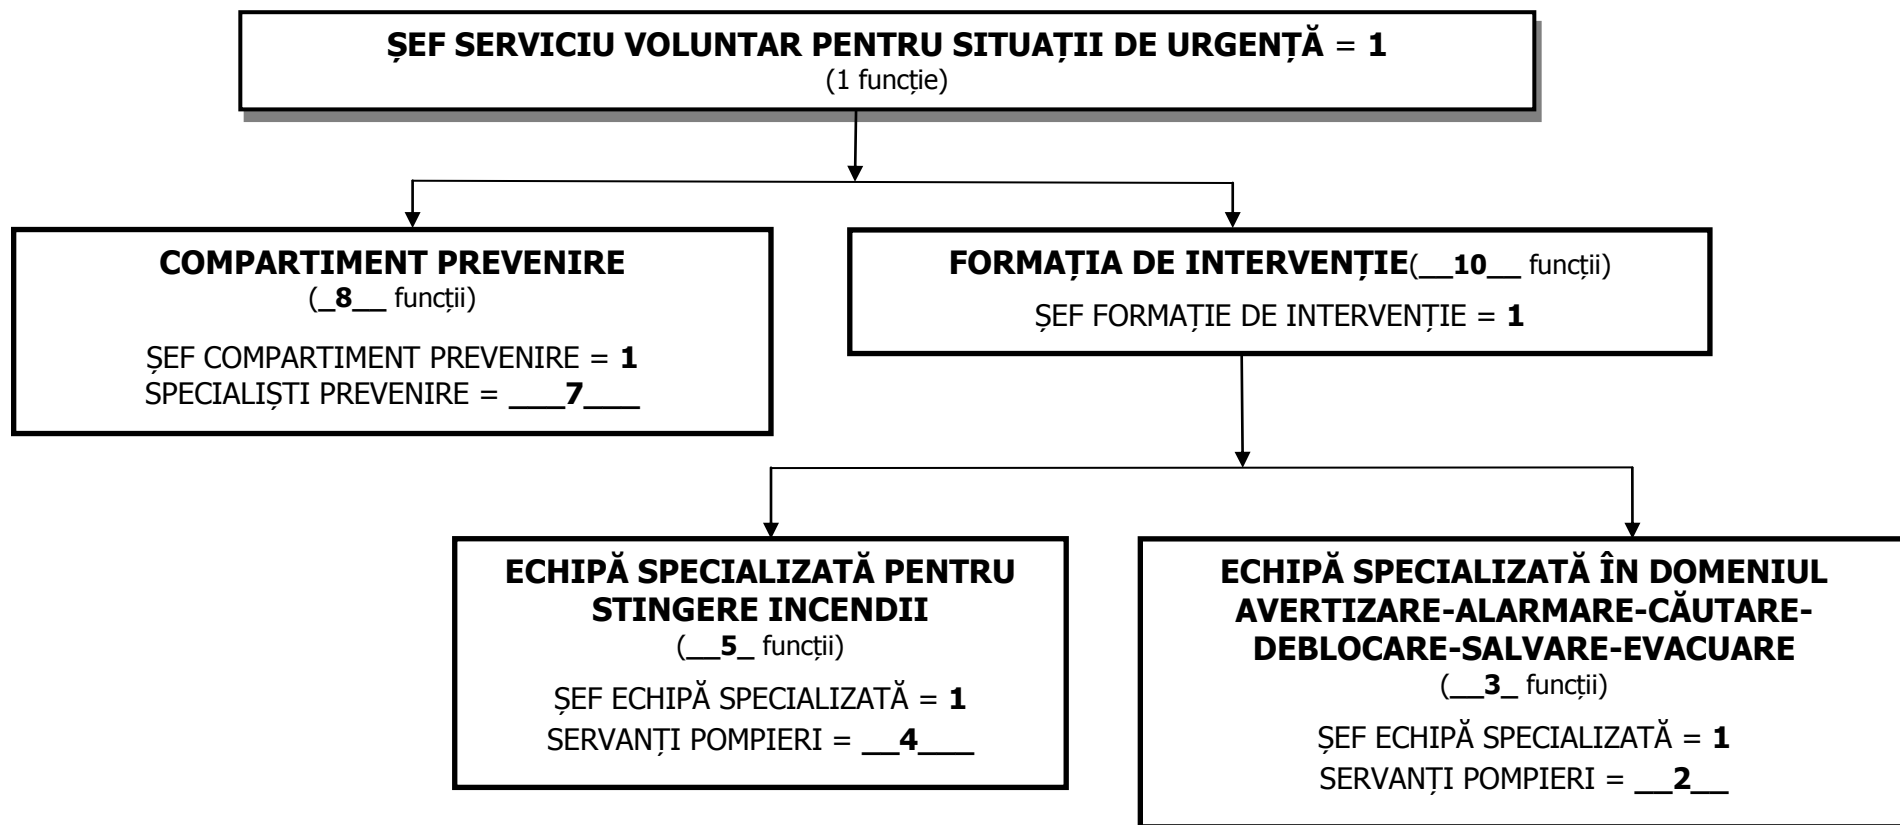 ȘEF SERVICIU VOLUNTAR PENTRU SITUAȚII DE URGENȚĂ = 1
(1 funcție)
COMPARTIMENT PREVENIRE
(_8__ funcții)
ȘEF COMPARTIMENT PREVENIRE = 1
SPECIALIȘTI PREVENIRE = ___7___
FORMAȚIA DE INTERVENȚIE(__10__ funcții)
ȘEF FORMAȚIE DE INTERVENȚIE = 1
ECHIPĂ SPECIALIZATĂ PENTRU
STINGERE INCENDII
(__5_ funcții)
ȘEF ECHIPĂ SPECIALIZATĂ = 1
SERVANȚI POMPIERI = __4___
ECHIPĂ SPECIALIZATĂ ÎN DOMENIUL
AVERTIZARE-ALARMARE-CĂUTARE-
DEBLOCARE-SALVARE-EVACUARE
(__3_ funcții)
ȘEF ECHIPĂ SPECIALIZATĂ = 1
SERVANȚI POMPIERI = __2__